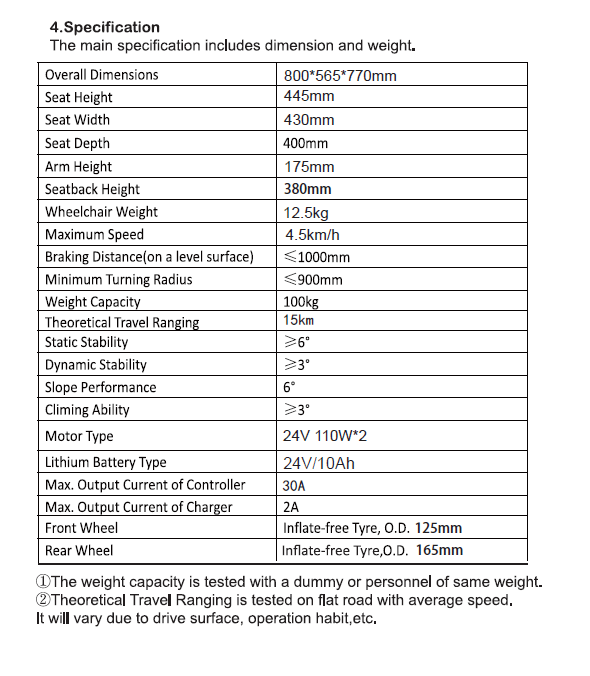 4.Specification
The main specification includes dimension and weight.
Overall Dimensions 800*565*770mm
Seat Height 445mm
Seat Width 430mm
Seat Depth 400mm
Arm Height 175mm
Seatback Height 380mm
Wheelchair Weight 12.5kg
Maximum Speed 4.5km/h
Braking Distance(on a level surface) ⩽1000mm
Minimum Turning Radius ⩽900mm
Weight Capacity 100kg
Theoretical Travel Ranging 15km
Static Stability ⩾6°
Dynamic Stability ⩾3°
Slope Performance 6°
Climing Ability ⩾3°
Motor Type 24V 110W*2
Lithium Battery Type 24V/10Ah
Max. Output Current of Controller 30A
Max. Output Current of Charger 2A
Front Wheel Inflate-free Tyre, O.D. 125mm
Rear Wheel Inflate-free Tyre,O.D. 165mm
①The weight capacity is tested with a dummy or personnel of same weight.
②Theoretical Travel Ranging is tested on flat road with average speed.
It will vary due to drive surface, operation habit,etc.